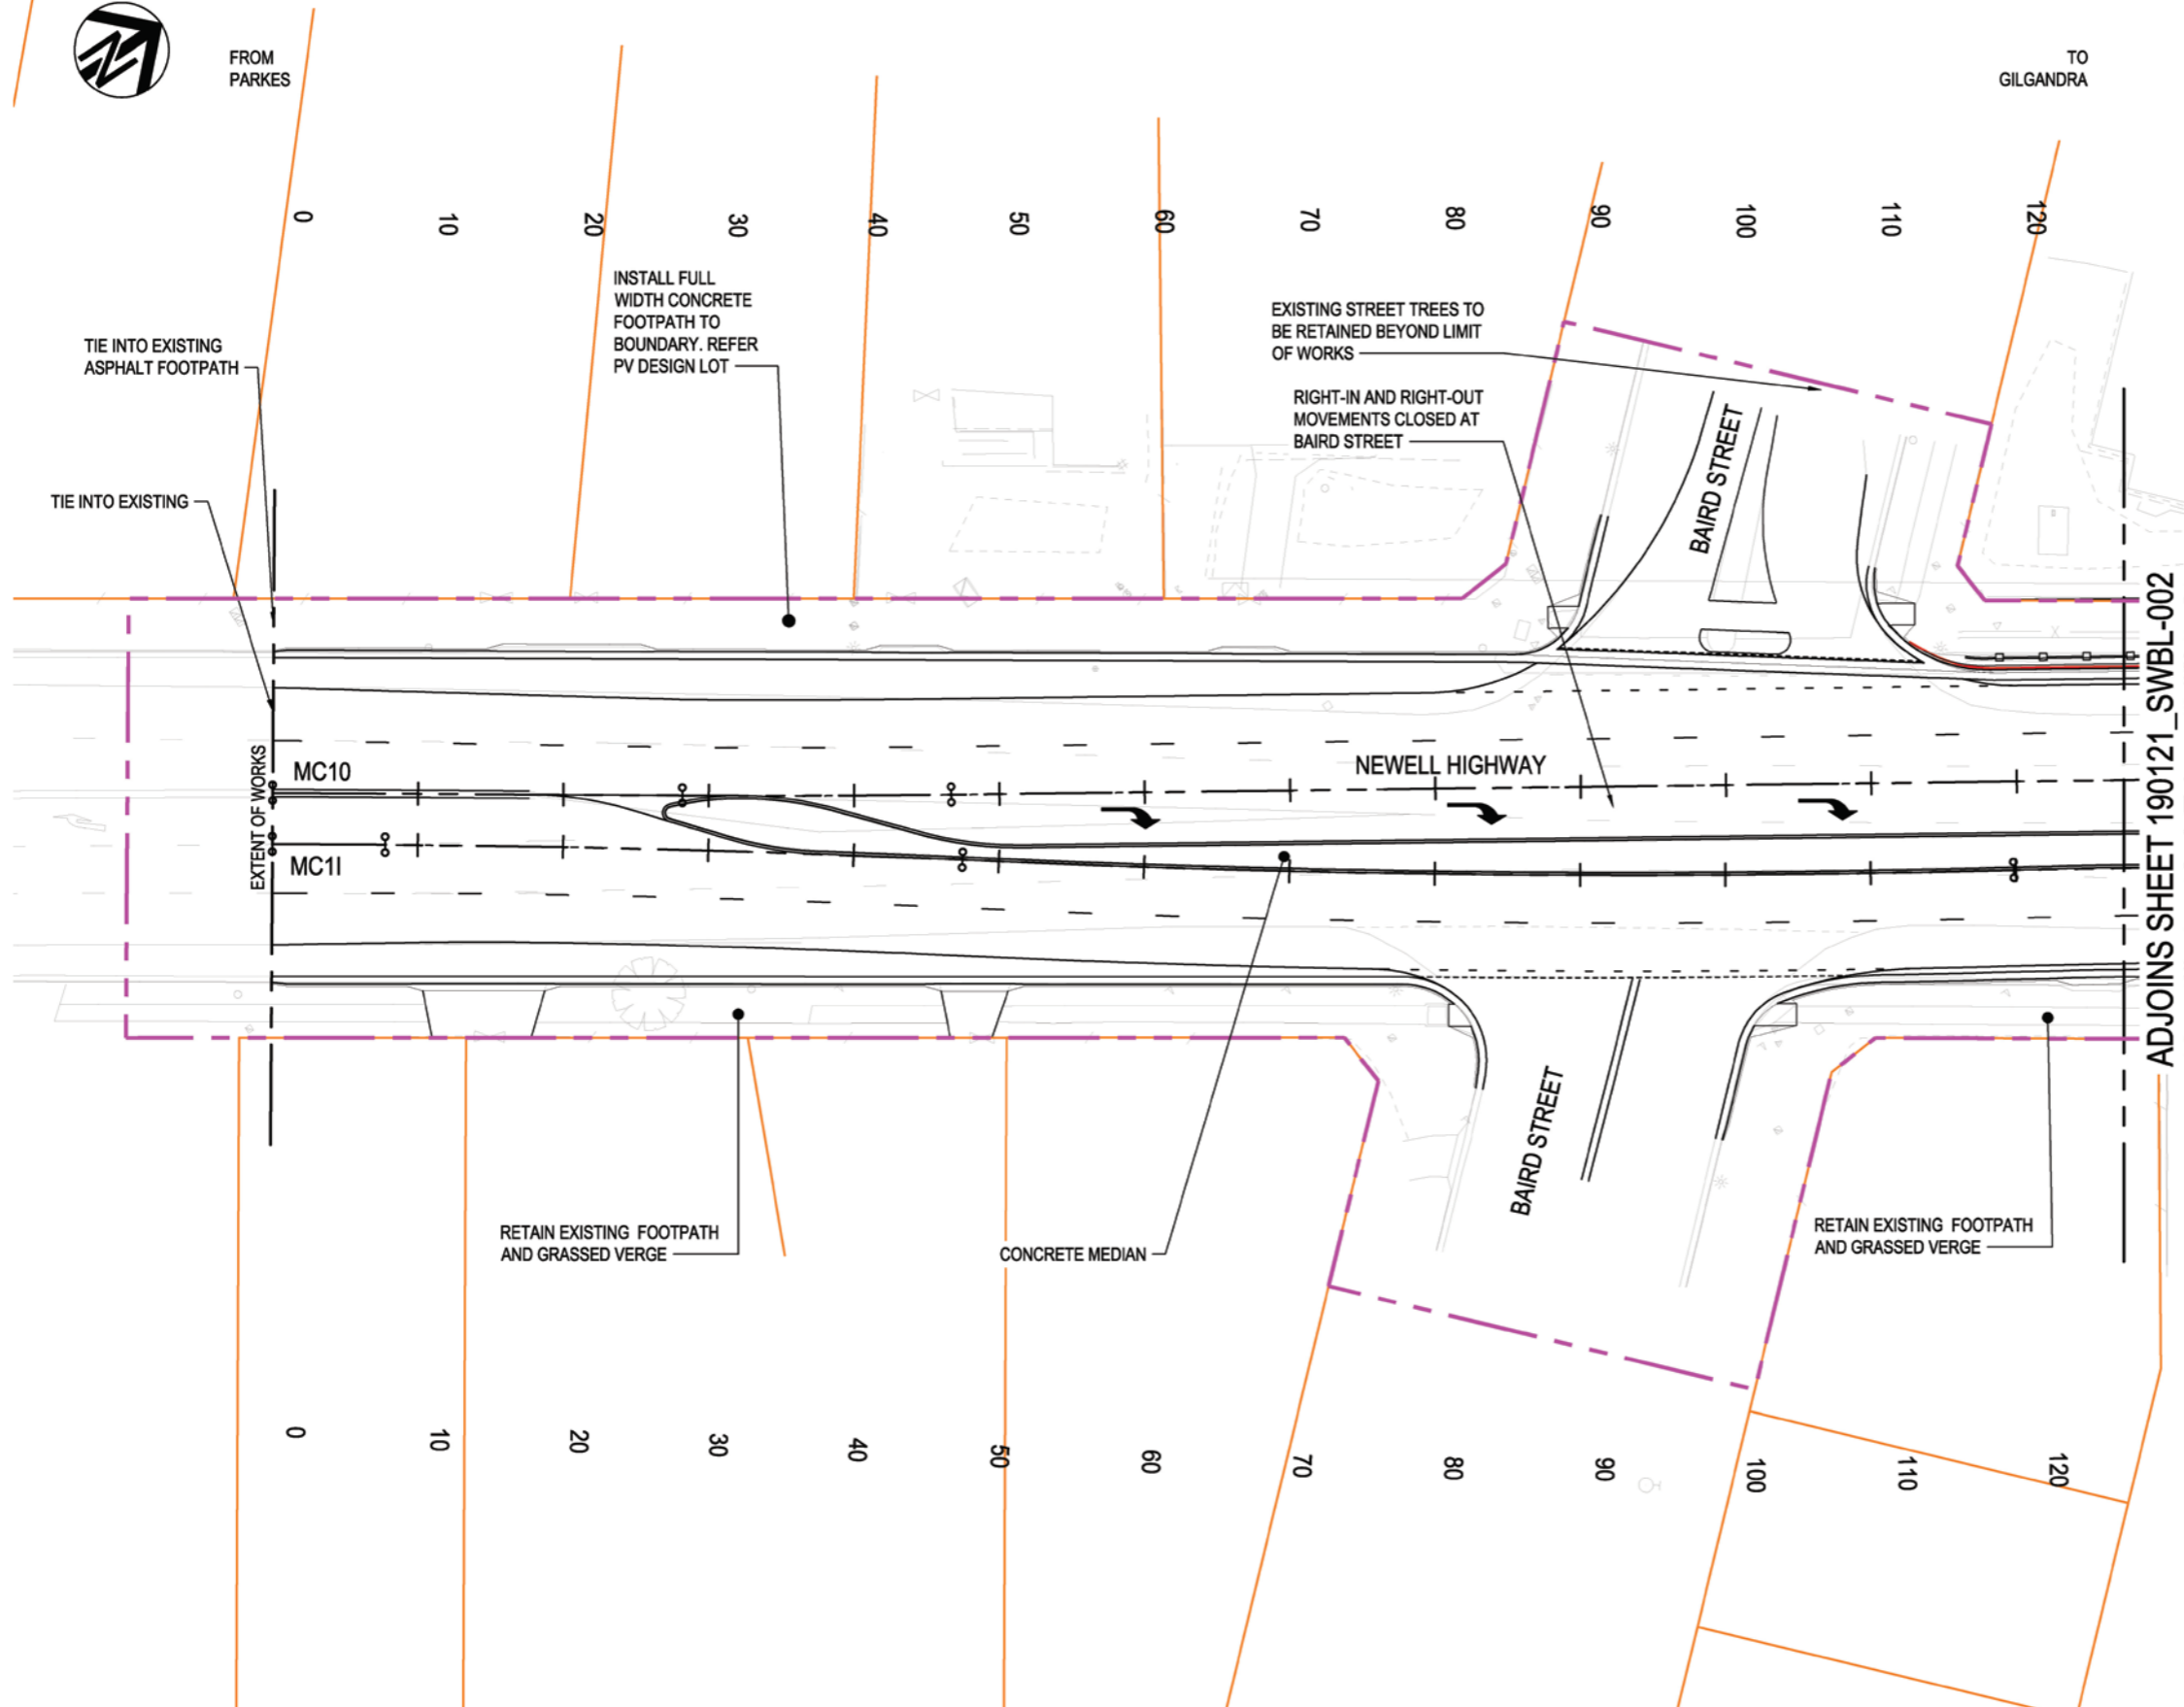 FROM
PARKES
TO
GILGANDRA
0
10
20
30
40
50
60
70
80
90
100
110
120
INSTALL FULL
WIDTH CONCRETE
FOOTPATH TO
BOUNDARY. REFER
PV DESIGN LOT
EXISTING STREET TREES TO
BE RETAINED BEYOND LIMIT
OF WORKS
TIE INTO EXISTING
ASPHALT FOOTPATH
RIGHT-IN AND RIGHT-OUT
MOVEMENTS CLOSED AT
BAIRD STREET
BAIRD STREET
TIE INTO EXISTING
EXTENT OF WORKS
MC10
NEWELL HIGHWAY
MC1I
ADJOINS SHEET 190121_SWBL-002
BAIRD STREET
RETAIN EXISTING FOOTPATH
AND GRASSED VERGE
CONCRETE MEDIAN
RETAIN EXISTING FOOTPATH
AND GRASSED VERGE
0
10
20
30
40
50
60
70
80
90
100
110
120